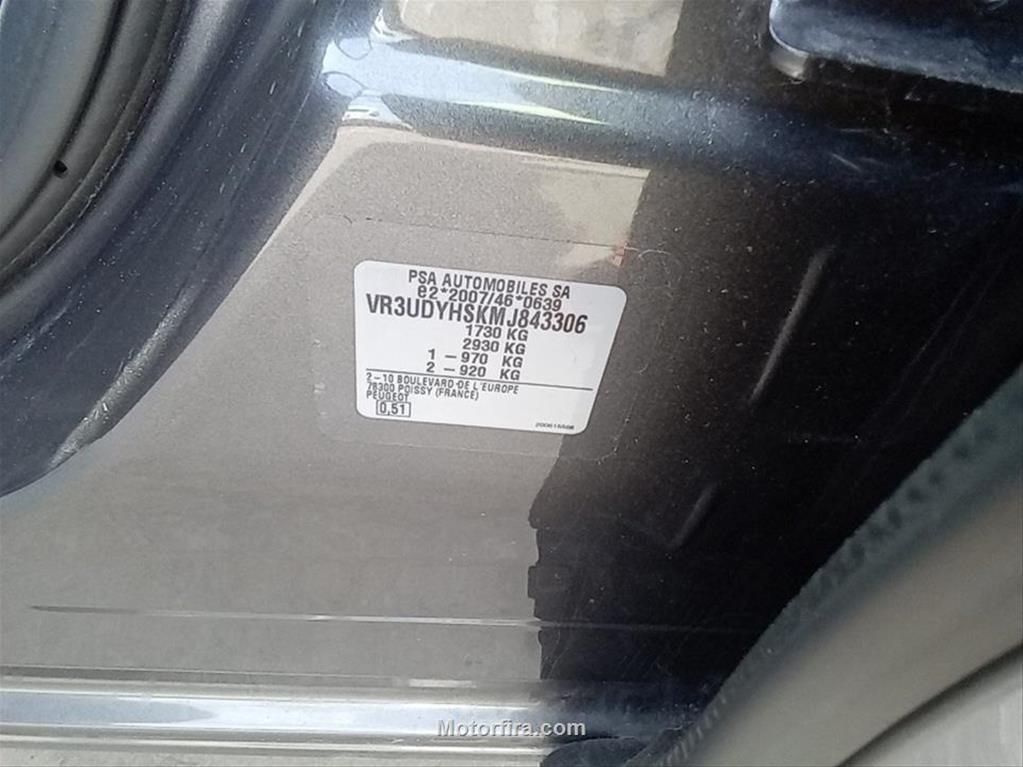 PSA AUTOMOBILES SA
e2*2007/46*0639
VR3UDYHSKMJ843306
1730 KG
2930 KG
1 - 970 KG
2 - 920 KG
2 - 10 BOULEVARD DE L'EUROPE
78300 POISSY (FRANCE)
PEUGEOT
0,51
Motorfira.com